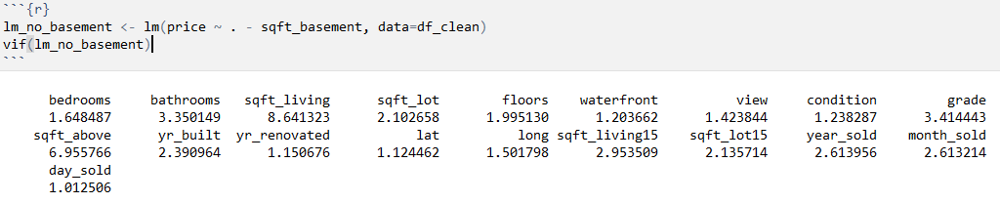 ```{r}
lm_no_basement <- lm(price ~ . - sqft_basement, data=df_clean)
vif(lm_no_basement)
```
bedrooms bathrooms sqft_living sqft_lot floors waterfront view condition grade
1.648487 3.350149 8.641323 2.102658 1.995130 1.203662 1.423844 1.238287 3.414443
sqft_above yr_built yr_renovated lat long sqft_living15 sqft_lot15 year_sold month_sold
6.955766 2.390964 1.150676 1.124462 1.501798 2.953509 2.135714 2.613956 2.613214
day_sold
1.012506